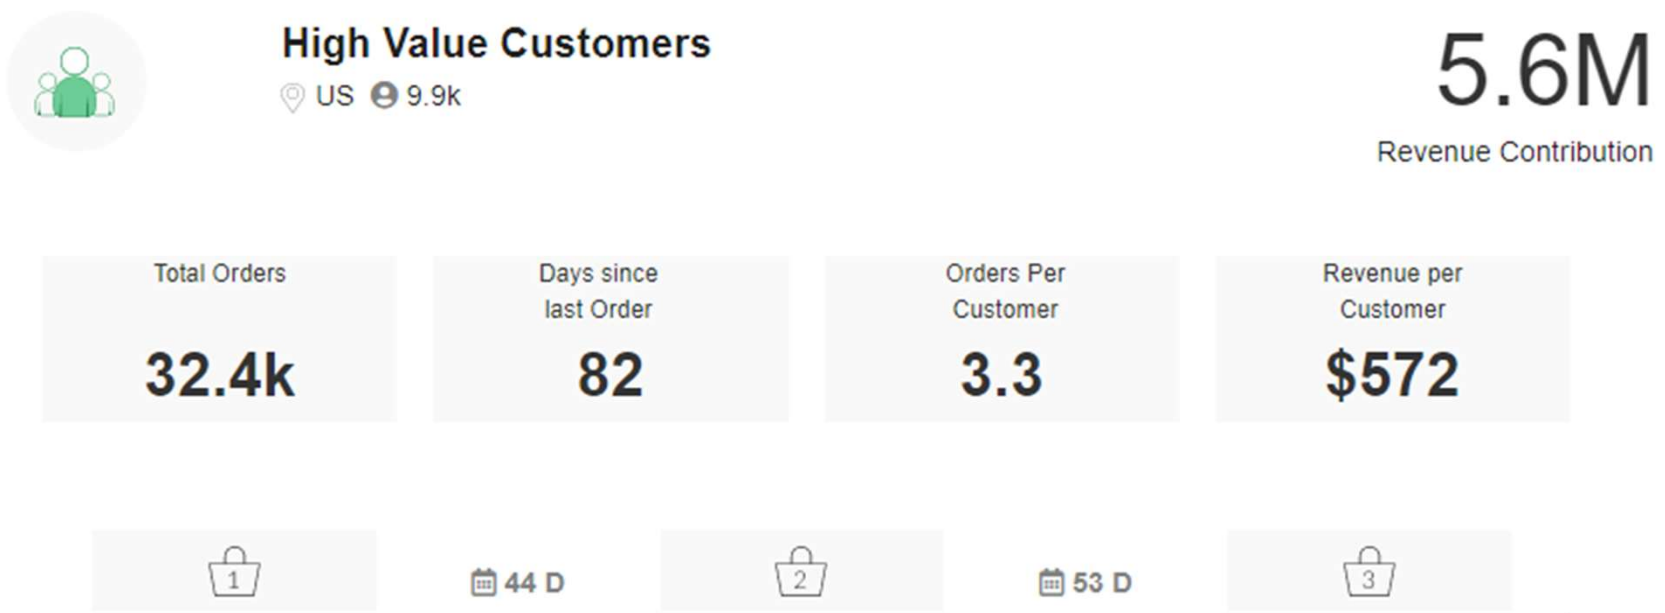 High Value Customers
US 9.9k
5.6M
Revenue Contribution
Total Orders
32.4k
Days since
last Order
82
Orders Per
Customer
3.3
Revenue per
Customer
$572
1
44 D
2
53 D
3